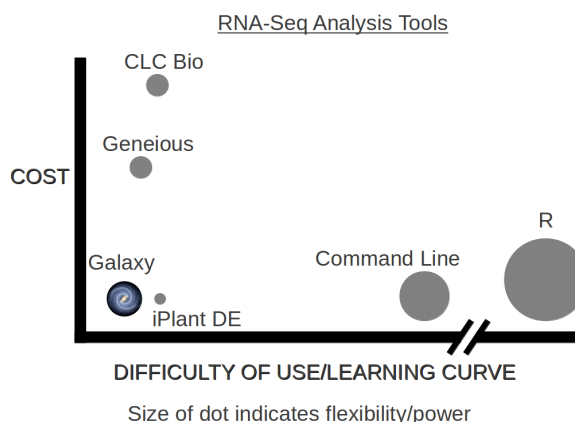 RNA-Seq Analysis Tools
CLC Bio
Geneious
COST
R
Command Line
Galaxy
iPlant DE
DIFFICULTY OF USE/LEARNING CURVE
Size of dot indicates flexibility/power